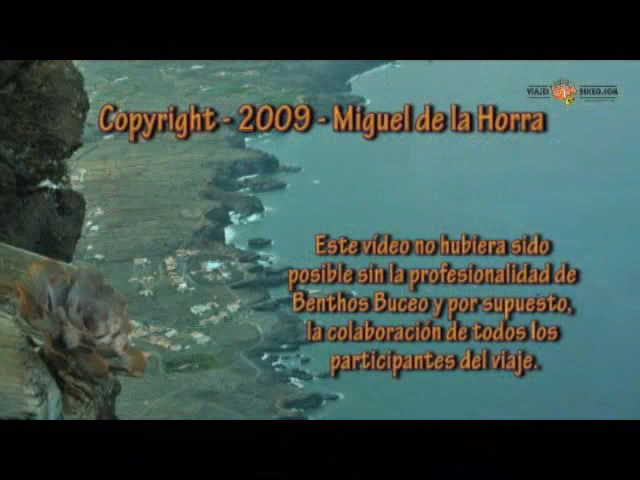 Copyright - 2009 - Miguel de la Horra
Este vídeo no hubiera sido
posible sin la profesionalidad de
Benthos Buceo y por supuesto,
la colaboración de todos los
participantes del viaje.